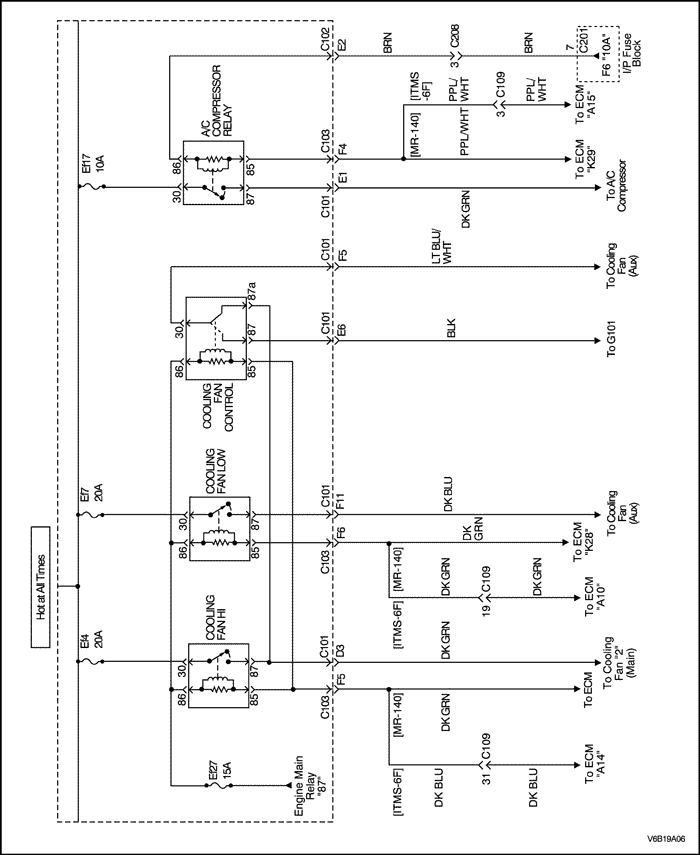 Hot at All Times
Ef4
20A
Ef7
20A
Ef17
10A
Ef27
15A
Engine Main
Relay
"87"
COOLING
FAN HI
86
30
85
87
COOLING
FAN LOW
86
30
85
87
COOLING
FAN
CONTROL
86
30
85
87
87a
A/C
COMPRESSOR
RELAY
30
86
87
85
C103
F5
C101
D3
C103
F6
C101
F11
C101
E6
C101
F5
C101
E1
C103
F4
C102
E2
[ITMS-6F]
[MR-140]
DK BLU
31
C109
DK BLU
To ECM
"A14"
DK GRN
To ECM
DK GRN
To Cooling
Fan "2"
(Main)
[ITMS-6F]
[MR-140]
DK GRN
19
C109
DK GRN
To ECM
"A10"
DK
GRN
To ECM
"K28"
DK BLU
To Cooling
Fan
(Aux)
BLK
To G101
LT BLU/
WHT
To Cooling
Fan
(Aux)
DK GRN
To A/C
Compressor
[MR-140]
[ITMS
-6F]
PPL/WHT
To ECM
"K29"
PPL/
WHT
3
C109
PPL/
WHT
To ECM
"A15"
BRN
3
C208
BRN
7
C201
F6 "10A"
I/P Fuse
Block
V6B19A06